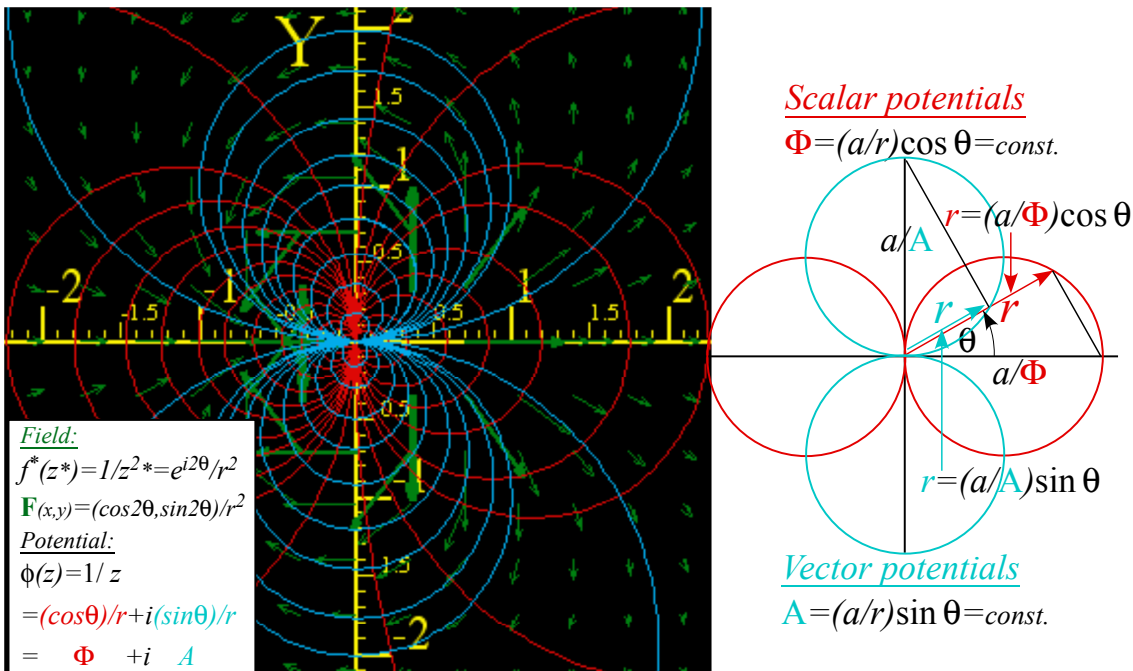 Y
2
1.5
1
0.5
-2
-1.5
-1
-0.5
0.5
1
1.5
2
0.5
-1
1.5
-2
Field:
f*(z*)=1/z²*=e^{i2θ}/r²
F(x,y)=(cos2θ,sin2θ)/r²
Potential:
ϕ(z)=1/ z
=(cosθ)/r+i(sinθ)/r
= Φ +i A
Scalar potentials
Φ=(a/r)cos θ=const.
r=(a/Φ)cos θ
a/A
r
r
θ
a/Φ
r=(a/A)sin θ
Vector potentials
A=(a/r)sin θ=const.